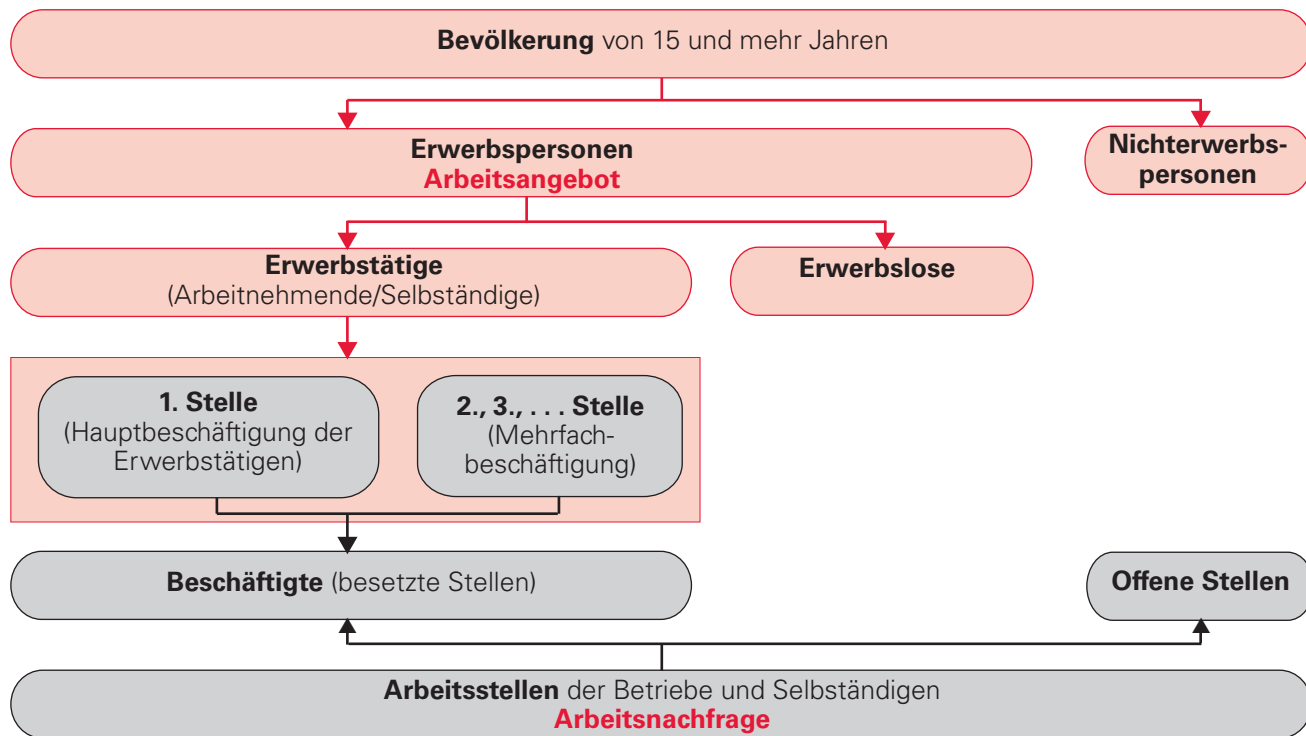 Bevölkerung von 15 und mehr Jahren
Erwerbspersonen
Arbeitsangebot
Nichterwerbs-
personen
Erwerbstätige
(Arbeitnehmende/Selbständige)
Erwerbslose
1. Stelle
(Hauptbeschäftigung der
Erwerbstätigen)
2., 3., . . . Stelle
(Mehrfach-
beschäftigung)
Beschäftigte (besetzte Stellen)
Offene Stellen
Arbeitsstellen der Betriebe und Selbständigen
Arbeitsnachfrage